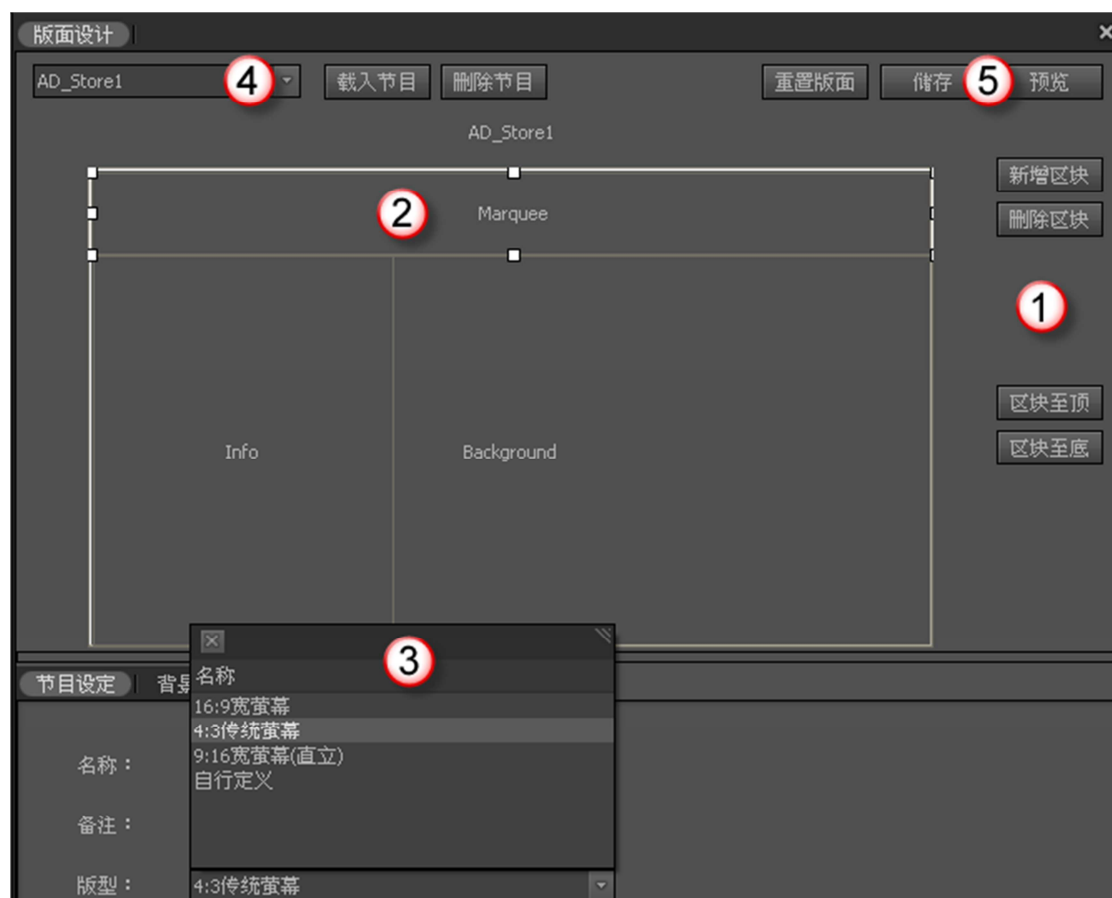 版面设计
AD_Store1 4 载入节目 删除节目 重置版面 储存 5 预览
AD_Store1
新增区块
2 Marquee
删除区块
1
区块至顶
Info Background
区块至底
3
节目设定 背景
名称
16:9宽萤幕
4:3传统萤幕
9:16宽萤幕(直立)
名称：
自行定义
备注：
版型： 4:3传统萤幕